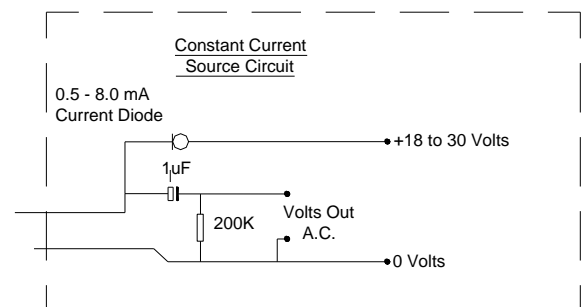 Constant Current
Source Circuit
0.5 - 8.0 mA
Current Diode
+18 to 30 Volts
1uF
200K
Volts Out
A.C.
0 Volts